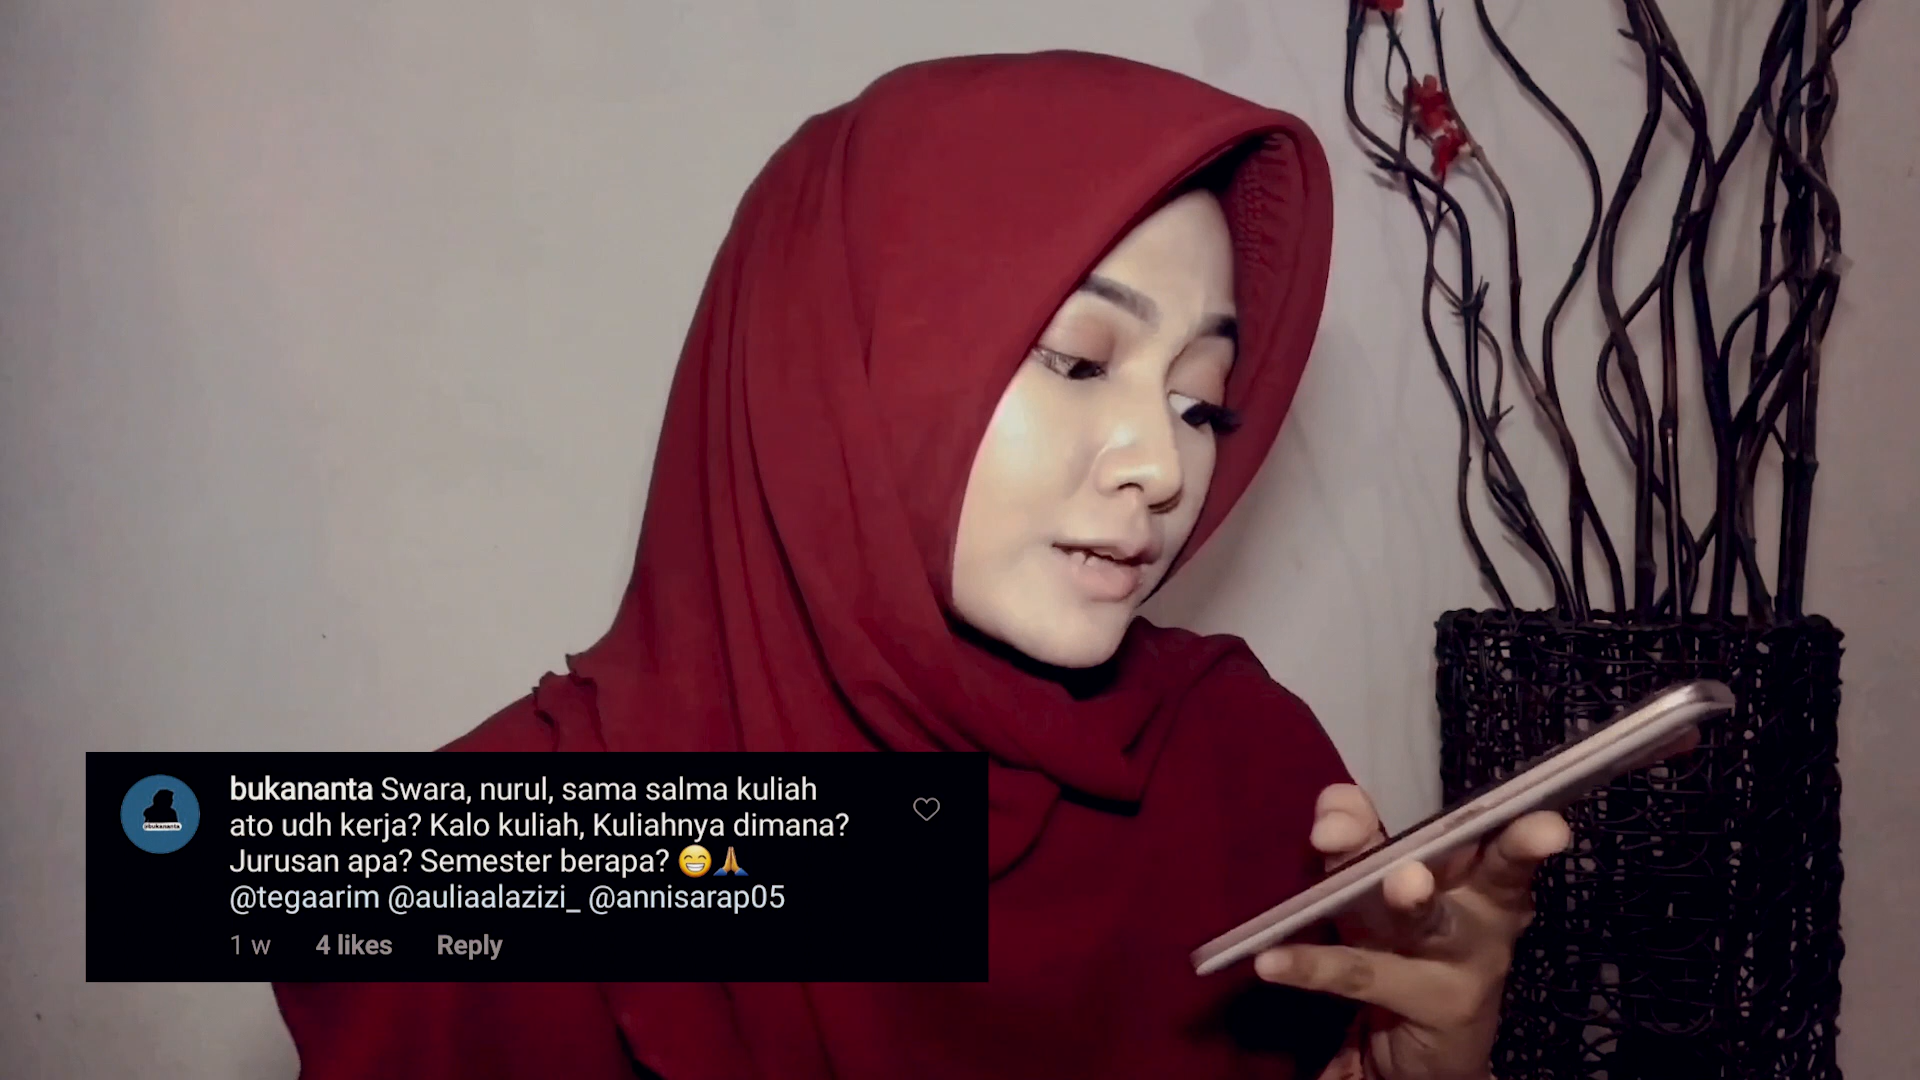 bukananta Swara, nurul, sama salma kuliah
ato udh kerja? Kalo kuliah, Kuliahnya dimana?
Jurusan apa? Semester berapa? 😁🙏
@tegaarim @auliaalazizi_ @annisarap05
1 w 4 likes Reply
@bukananta